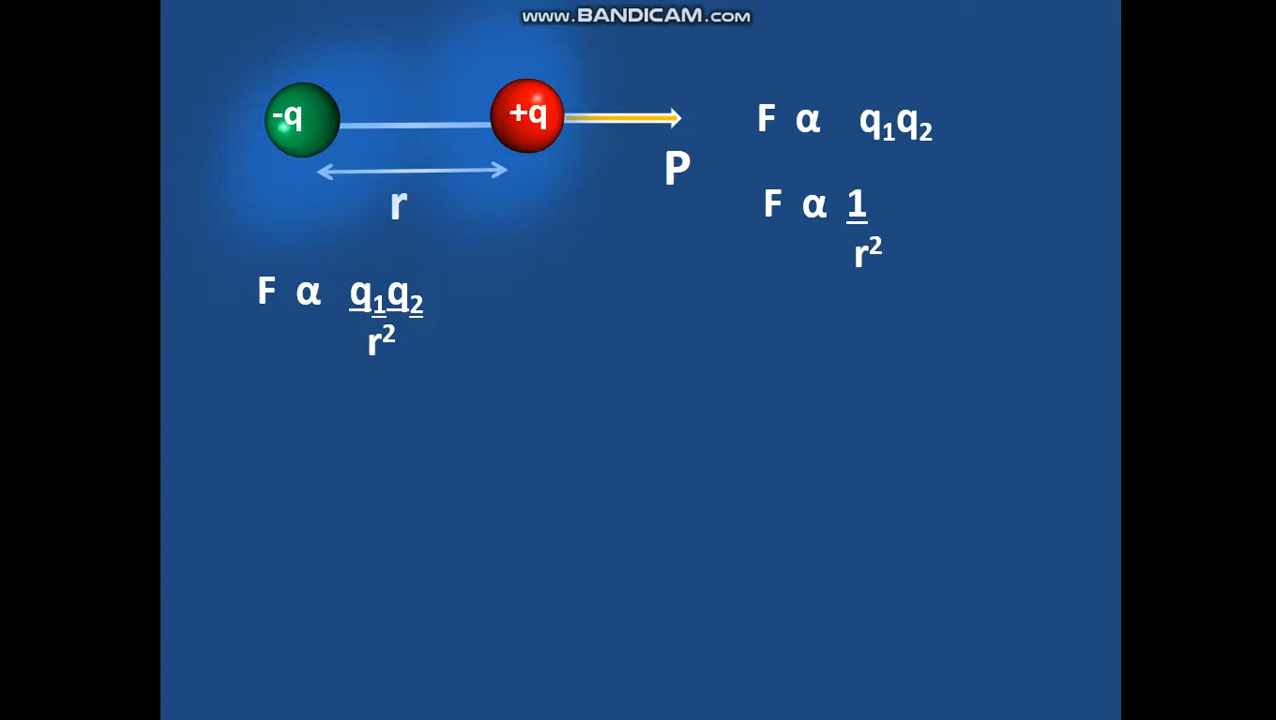 www.BANDICAM.com
-q +q
P
r
F α q₁q₂
F α 1
r²
F α q₁q₂
r²